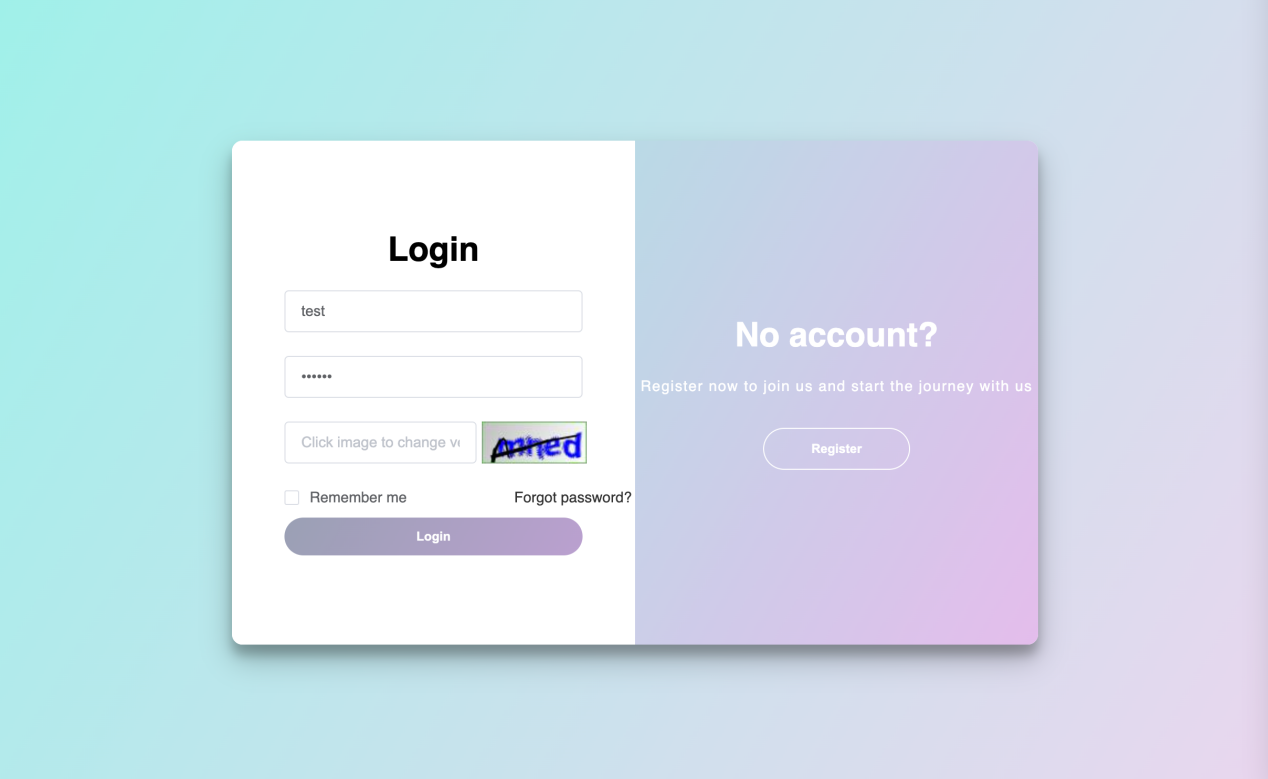 Login
test
••••••
Click image to change v
Remember me
Forgot password?
Login
No account?
Register now to join us and start the journey with us
Register